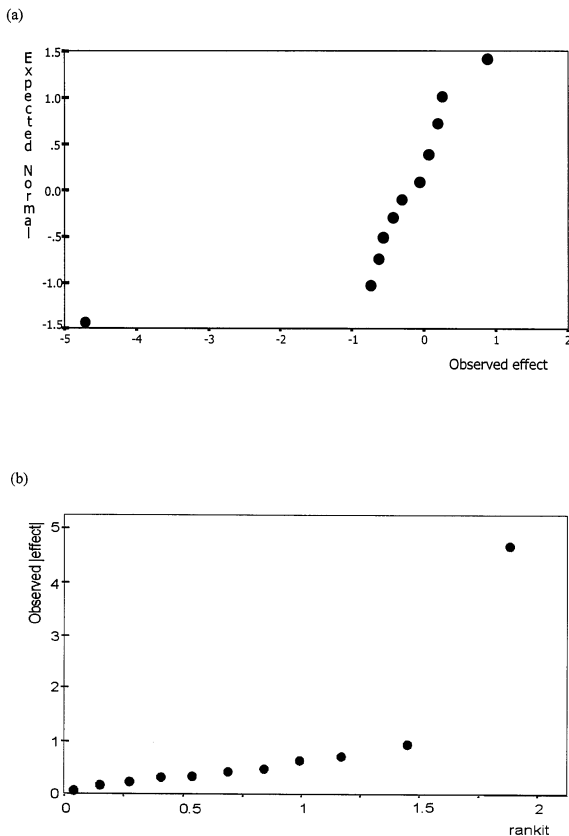 (a)
Expected Normal
1.5
1.0
.5
0.0
-.5
-1.0
-1.5
-5 -4 -3 -2 -1 0 1 2
Observed effect
(b)
Observed |effect|
5
4
3
2
1
0
0 0.5 1 1.5 2
rankit